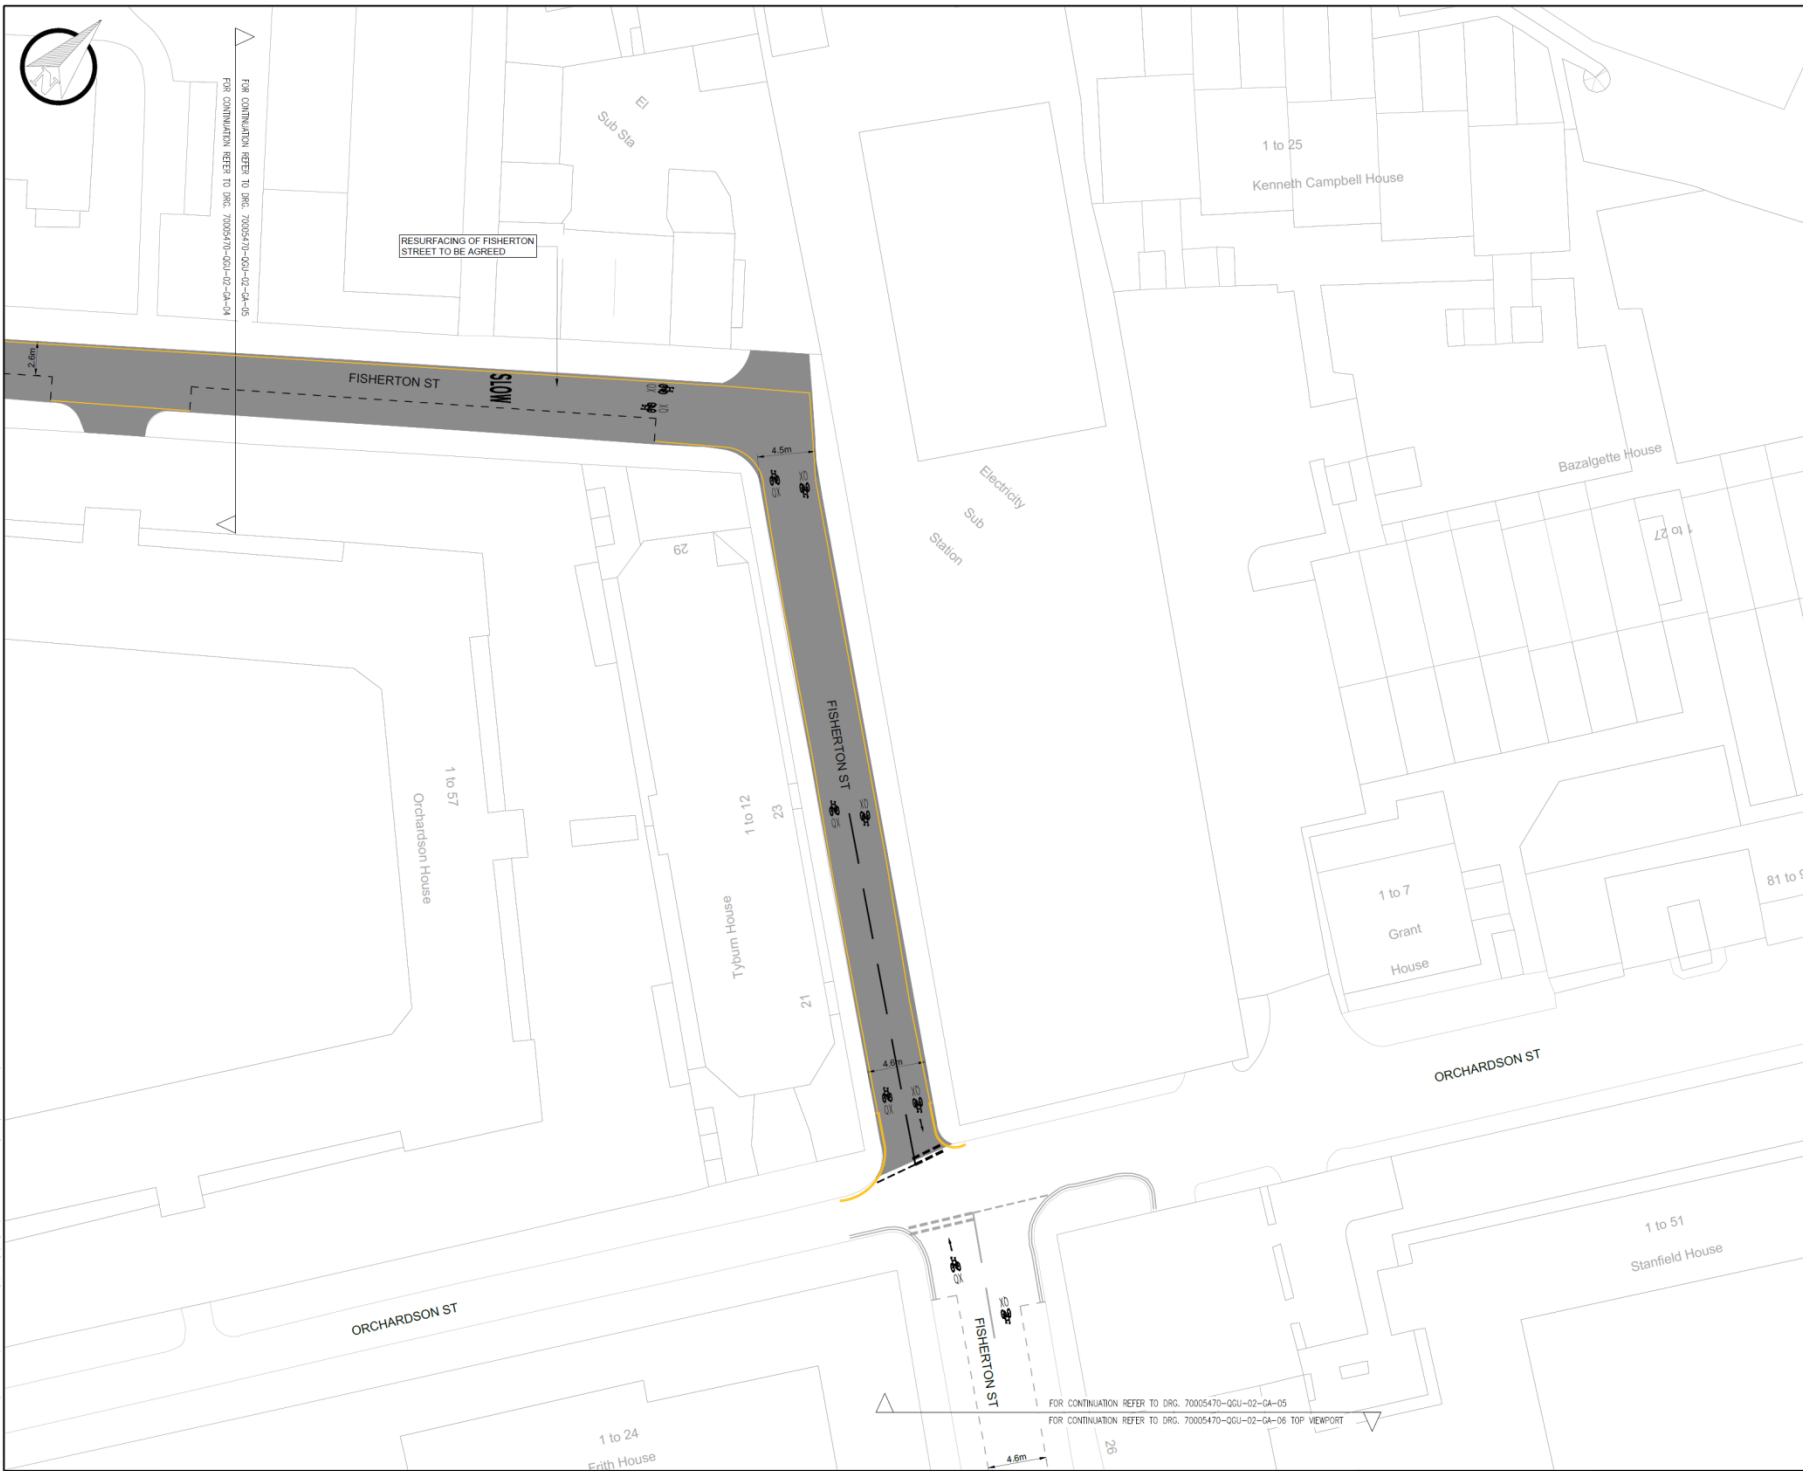 N
FOR CONTINUATION REFER TO DRG. 70005470-QGU-02-GA-05
FOR CONTINUATION REFER TO DRG. 70005470-QGU-02-GA-04
El
Sub Sta
1 to 25
Kenneth Campbell House
RESURFACING OF FISHERTON
STREET TO BE AGREED
2.6m
FISHERTON ST
SLOW
4.5m
Electricity
Sub
Station
Bazalgette House
1 to 27
29
FISHERTON ST
1 to 57
Orchardson House
1 to 12
23
Tyburn House
21
1 to 7
Grant
House
81 to
4.6m
ORCHARDSON ST
ORCHARDSON ST
1 to 51
Stanfield House
FISHERTON ST
FOR CONTINUATION REFER TO DRG. 70005470-QGU-02-GA-05
FOR CONTINUATION REFER TO DRG. 70005470-QGU-02-GA-06 TOP VIEWPORT
26
1 to 24
Frith House
4.6m